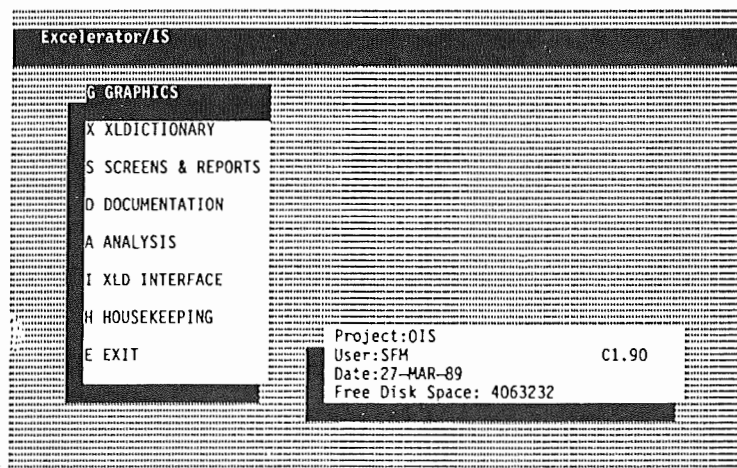 Excelerator/IS
G GRAPHICS
X XLDICTIONARY
S SCREENS & REPORTS
D DOCUMENTATION
A ANALYSIS
I XLD INTERFACE
H HOUSEKEEPING
E EXIT
Project:OIS
User:SFM C1.90
Date:27-MAR-89
Free Disk Space: 4063232